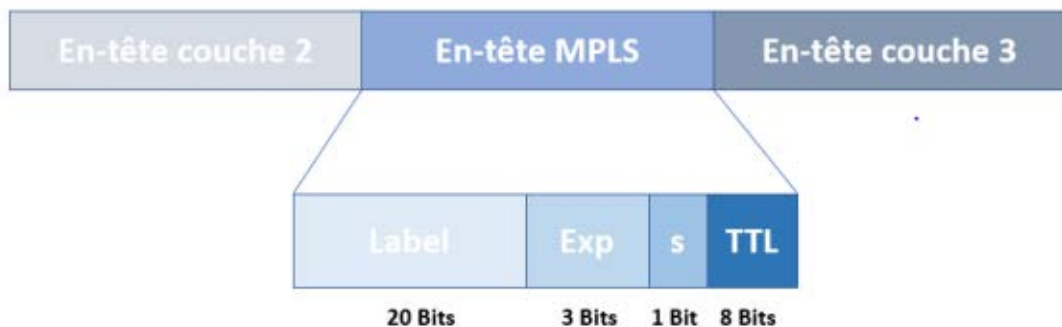 En-tête couche 2 En-tête MPLS En-tête couche 3
Label Exp s TTL
20 Bits 3 Bits 1 Bit 8 Bits